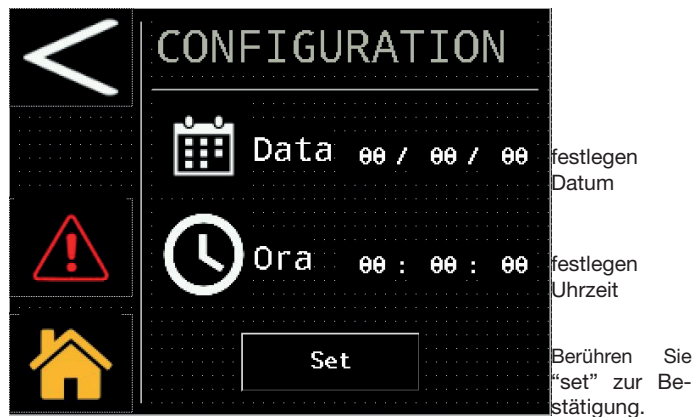 CONFIGURATION
Data 00 / 00 / 00
festlegen
Datum
Ora 00 : 00 : 00
festlegen
Uhrzeit
Set
Berühren Sie
“set” zur Be-
stätigung.